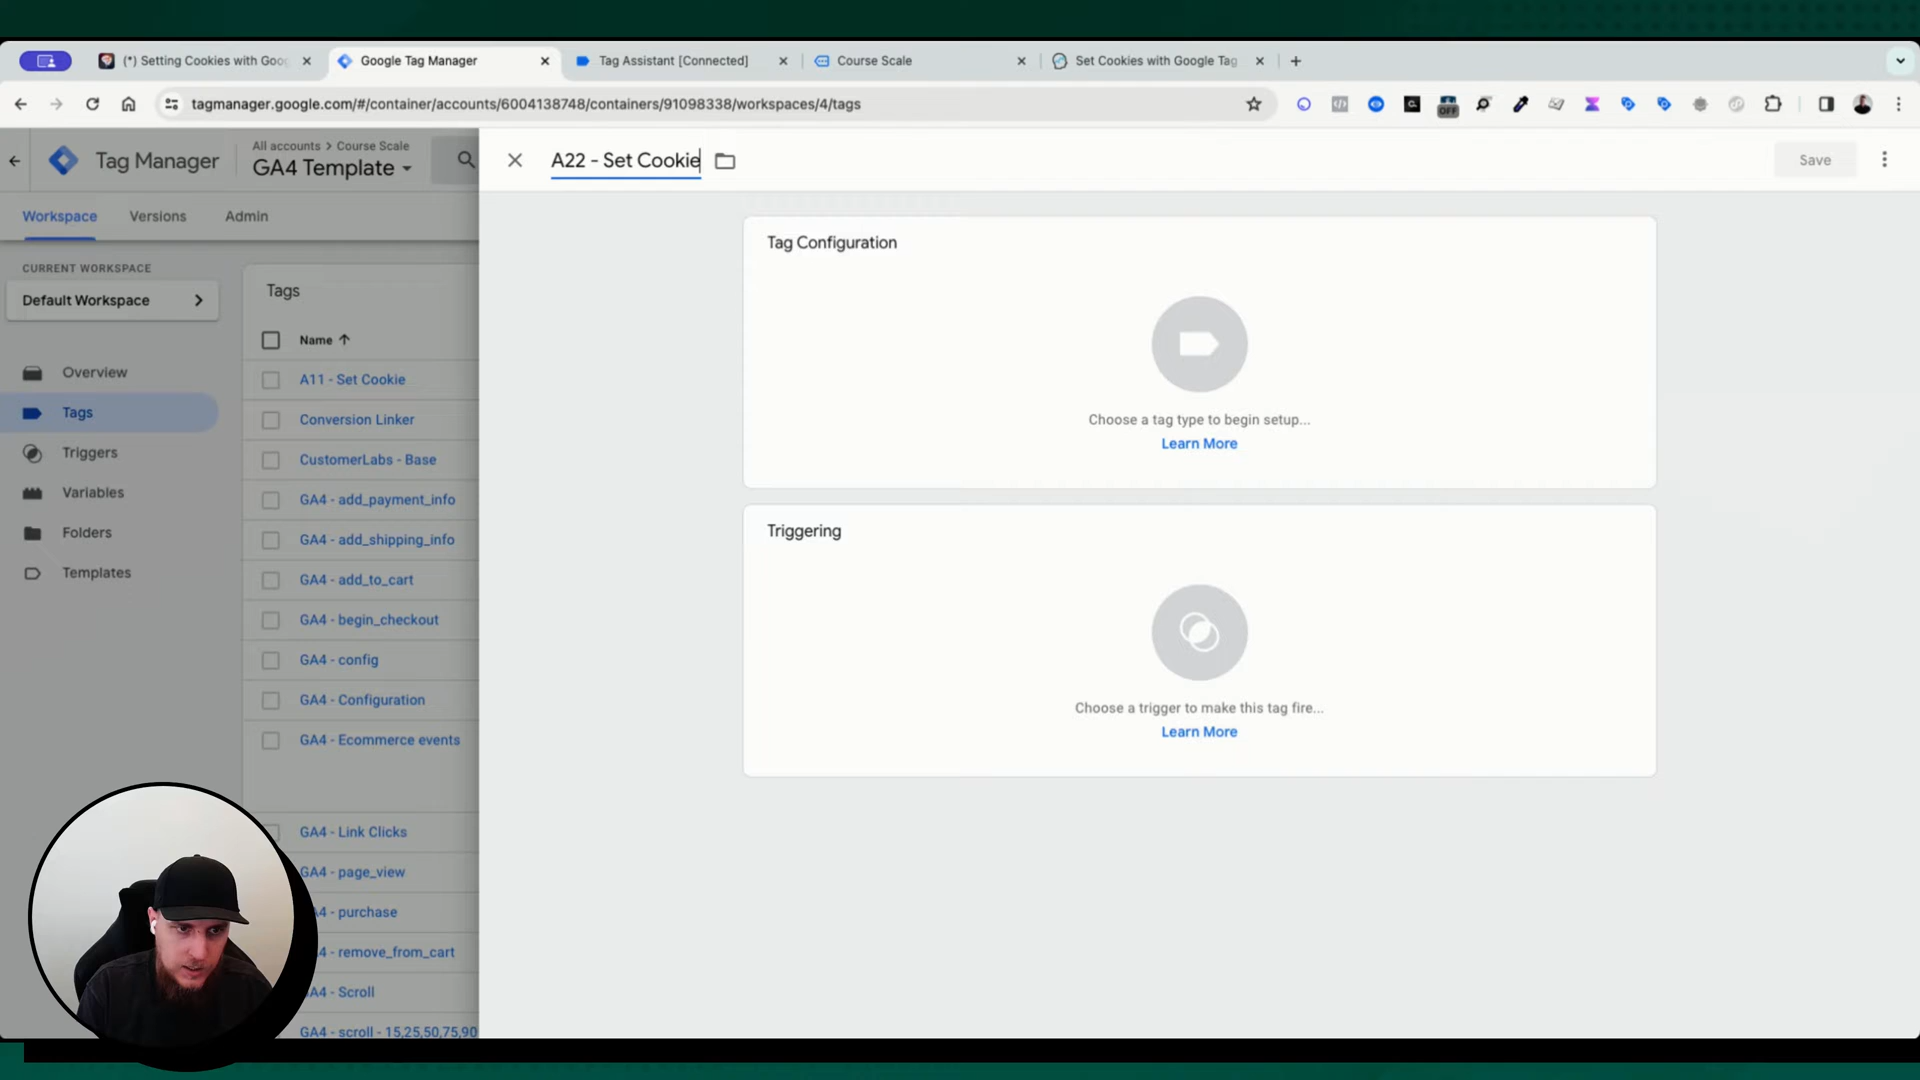 (*) Setting Cookies with Goo
Google Tag Manager
Tag Assistant [Connected]
Course Scale
Set Cookies with Google Tag
tagmanager.google.com/#/container/accounts/6004138748/containers/91098338/workspaces/4/tags
OFF
Tag Manager
All accounts > Course Scale
GA4 Template
A22 - Set Cookie
Save
Workspace
Versions
Admin
CURRENT WORKSPACE
Default Workspace
Overview
Tags
Triggers
Variables
Folders
Templates
Tags
Name
A11 - Set Cookie
Conversion Linker
CustomerLabs - Base
GA4 - add_payment_info
GA4 - add_shipping_info
GA4 - add_to_cart
GA4 - begin_checkout
GA4 - config
GA4 - Configuration
GA4 - Ecommerce events
GA4 - Link Clicks
GA4 - page_view
A4 - purchase
A4 - remove_from_cart
A4 - Scroll
GA4 - scroll - 15,25,50,75,90
Tag Configuration
Choose a tag type to begin setup...
Learn More
Triggering
Choose a trigger to make this tag fire...
Learn More